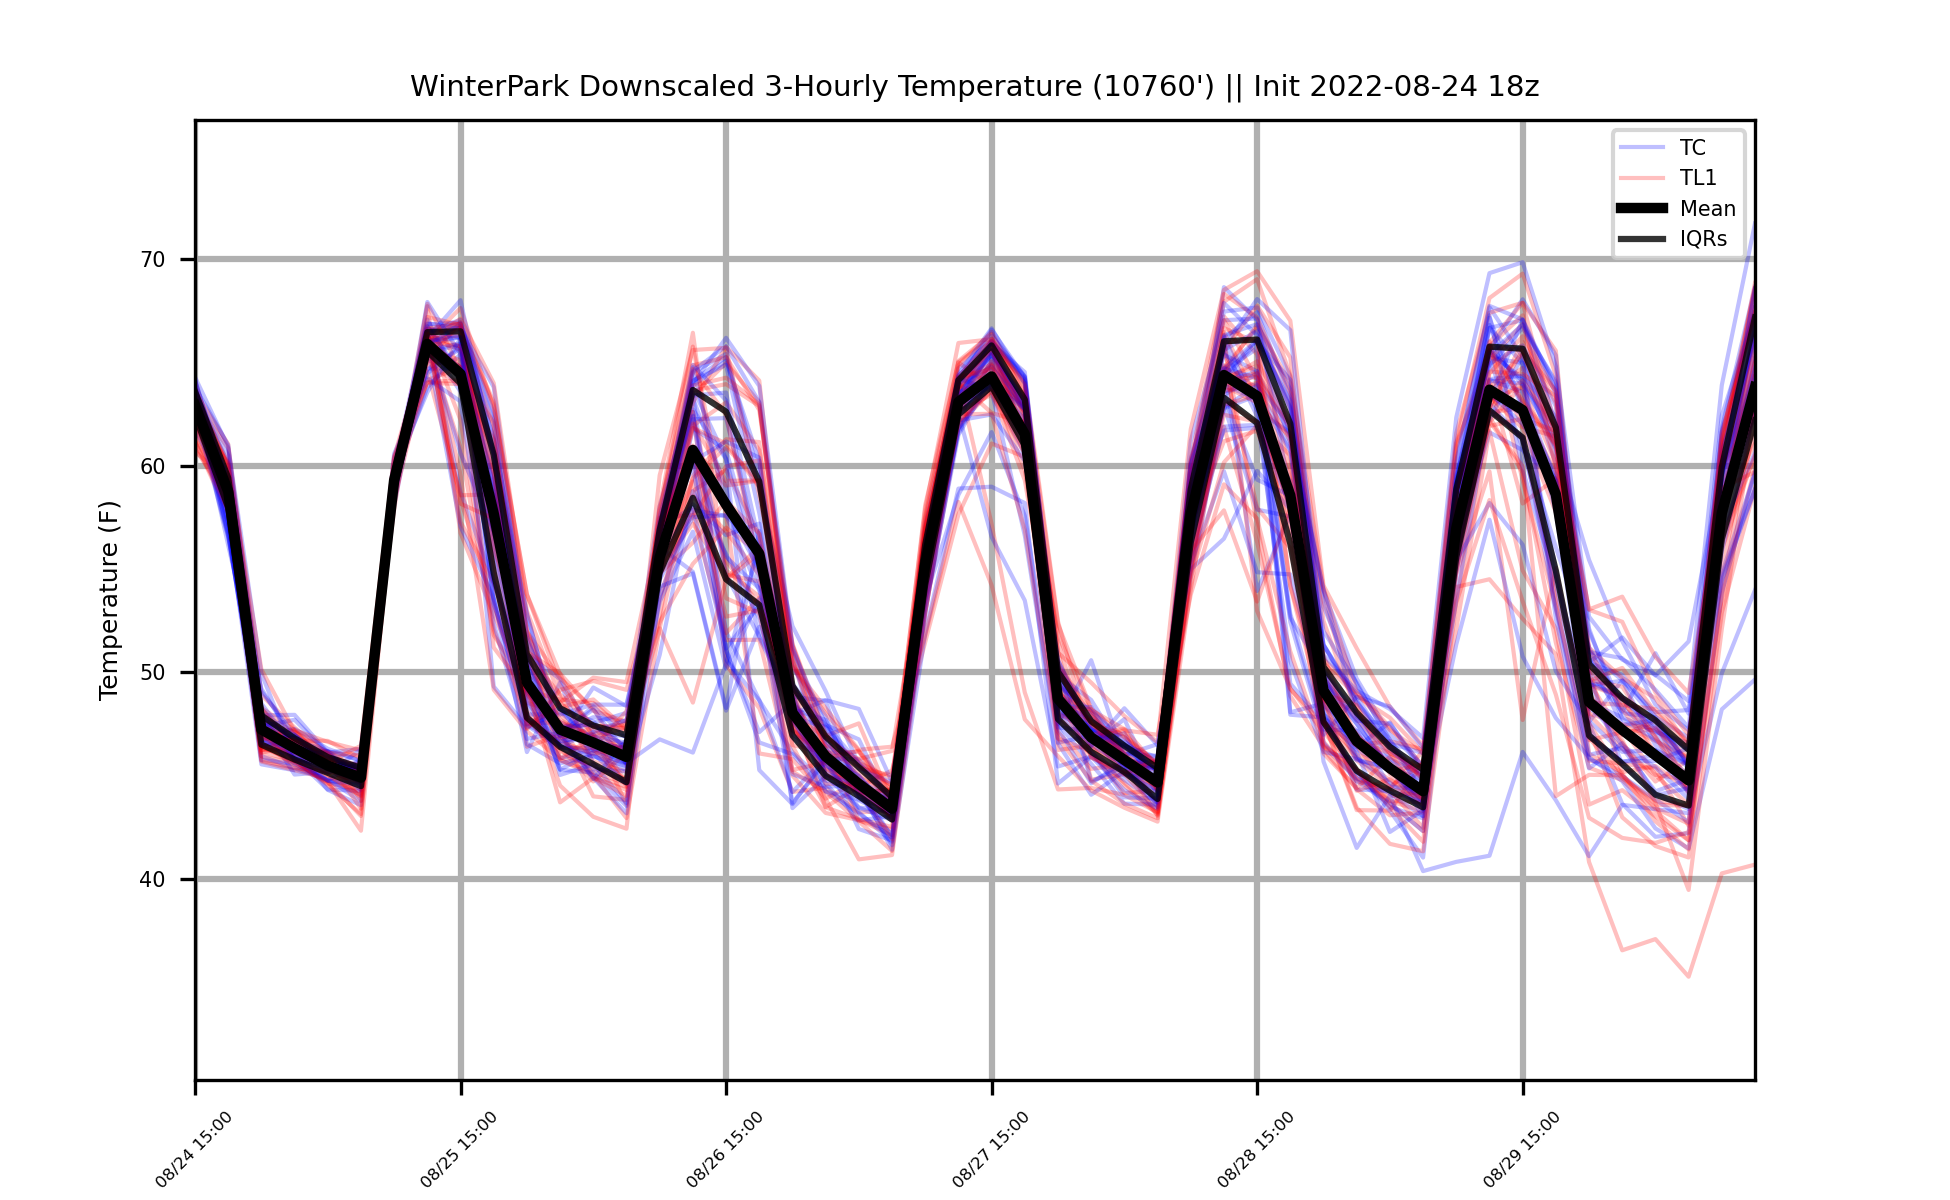 WinterPark Downscaled 3-Hourly Temperature (10760') || Init 2022-08-24 18z
TC
TL1
Mean
IQRs
Temperature (F)
70
60
50
40
08/24 15:00
08/25 15:00
08/26 15:00
08/27 15:00
08/28 15:00
08/29 15:00